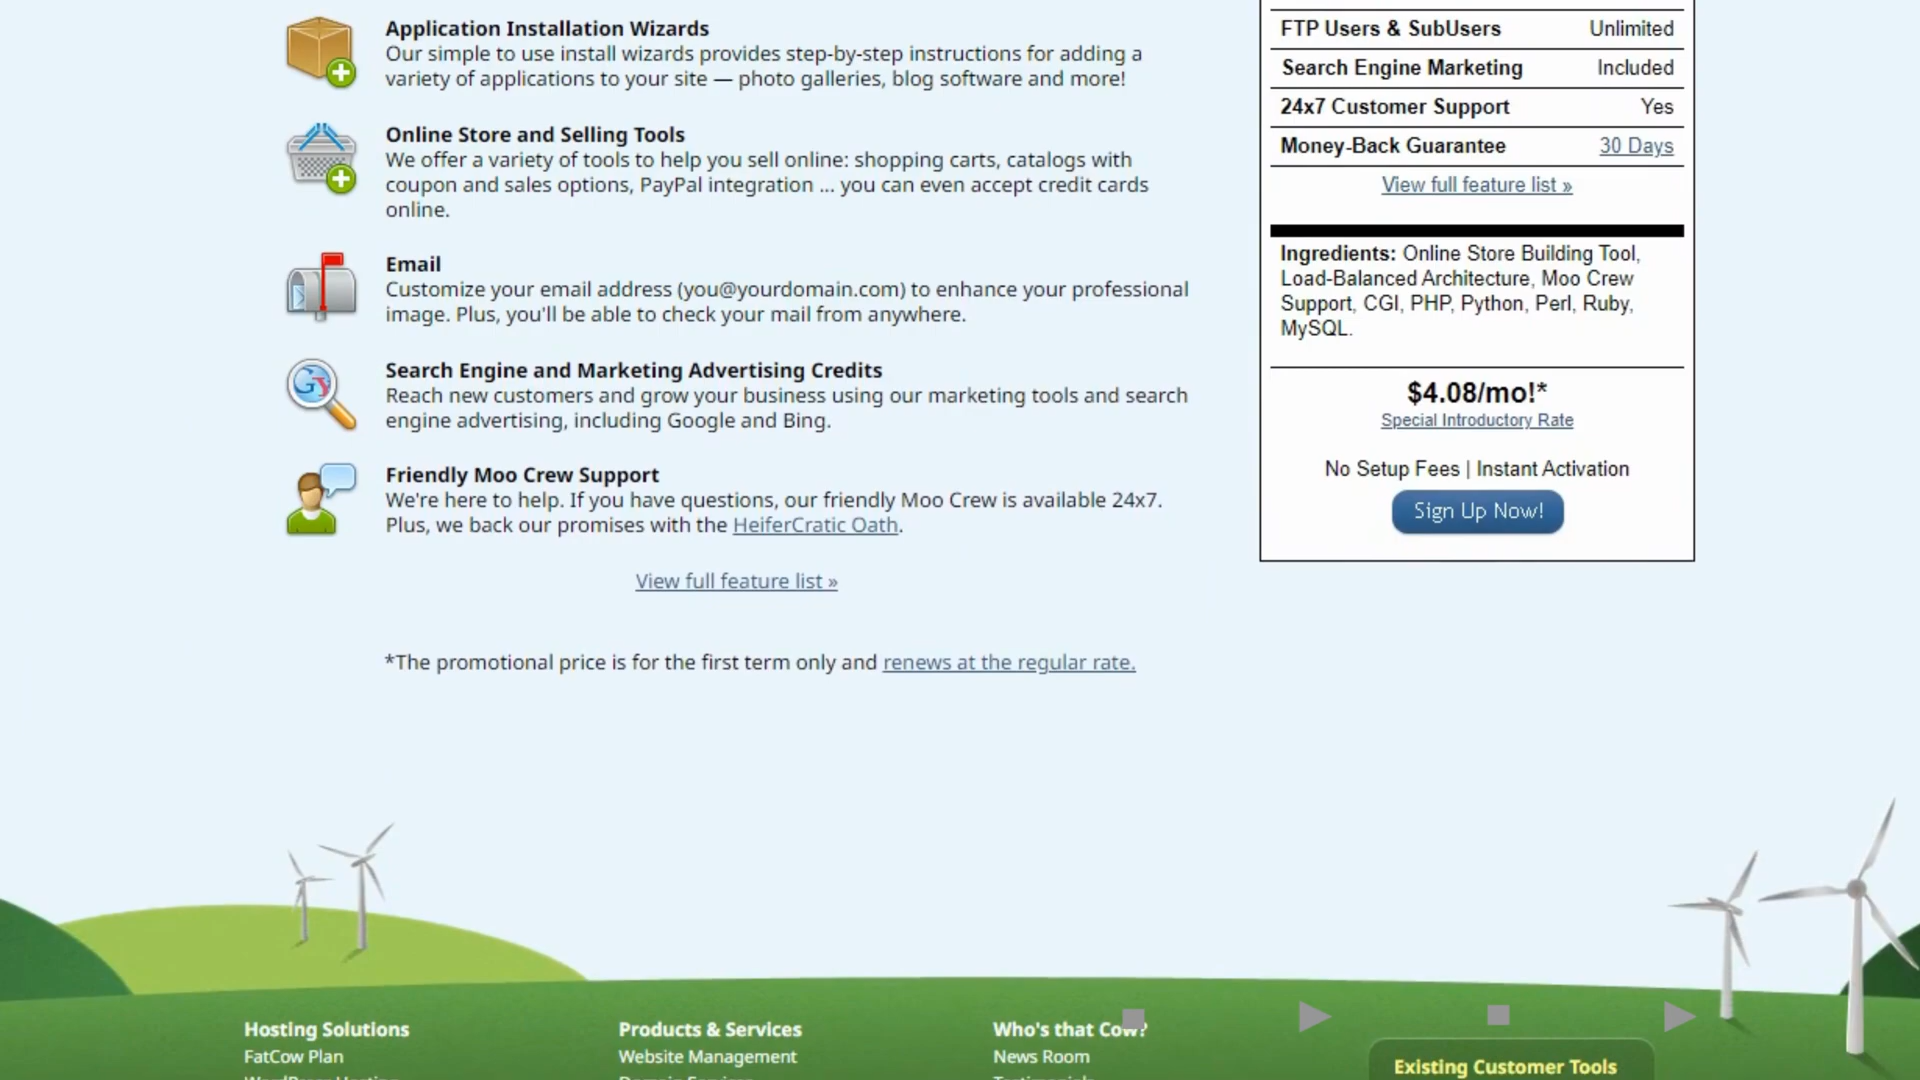 Application Installation Wizards
Our simple to use install wizards provides step-by-step instructions for adding a
variety of applications to your site — photo galleries, blog software and more!
Online Store and Selling Tools
We offer a variety of tools to help you sell online: shopping carts, catalogs with
coupon and sales options, PayPal integration ... you can even accept credit cards
online.
Email
Customize your email address (you@yourdomain.com) to enhance your professional
image. Plus, you'll be able to check your mail from anywhere.
Search Engine and Marketing Advertising Credits
Reach new customers and grow your business using our marketing tools and search
engine advertising, including Google and Bing.
Friendly Moo Crew Support
We're here to help. If you have questions, our friendly Moo Crew is available 24x7.
Plus, we back our promises with the HeiferCratic Oath.
View full feature list »
*The promotional price is for the first term only and renews at the regular rate.
FTP Users & SubUsers Unlimited
Search Engine Marketing Included
24x7 Customer Support Yes
Money-Back Guarantee 30 Days
View full feature list »
Ingredients: Online Store Building Tool,
Load-Balanced Architecture, Moo Crew
Support, CGI, PHP, Python, Perl, Ruby,
MySQL.
$4.08/mo!*
Special Introductory Rate
No Setup Fees | Instant Activation
Sign Up Now!
Hosting Solutions
FatCow Plan
Products & Services
Website Management
Who's that Cow?
News Room
Existing Customer Tools